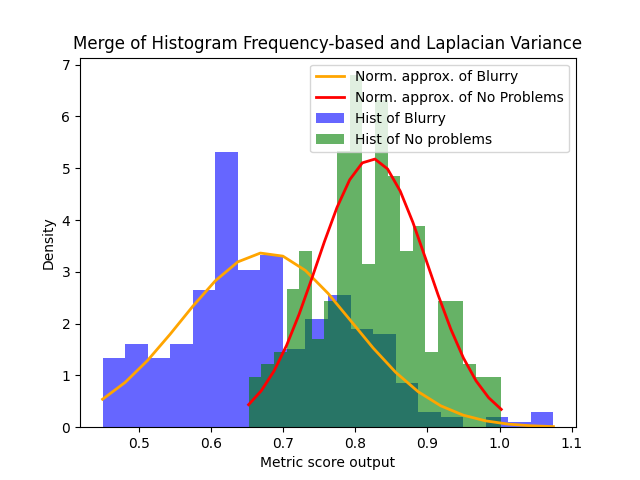 Merge of Histogram Frequency-based and Laplacian Variance
Norm. approx. of Blurry
Norm. approx. of No Problems
Hist of Blurry
Hist of No problems
Density
7
6
5
4
3
2
1
0
0.5 0.6 0.7 0.8 0.9 1.0 1.1
Metric score output